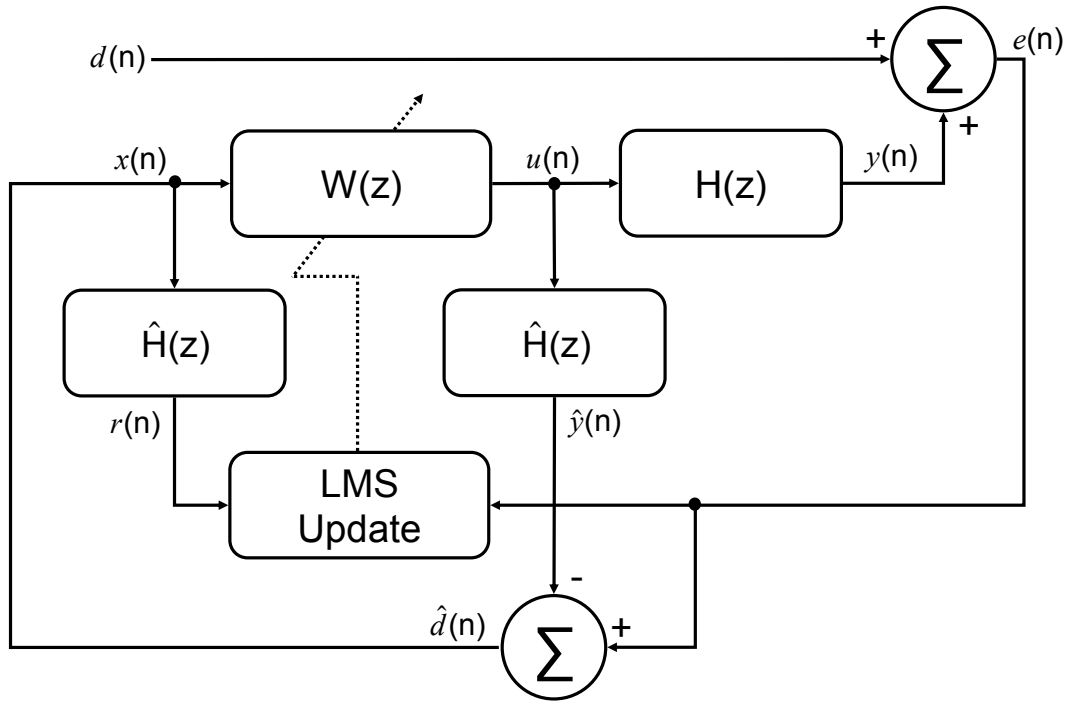 d(n)
+
∑
e(n)
+
x(n)
W(z)
u(n)
H(z)
y(n)
Ĥ(z)
Ĥ(z)
r(n)
ŷ(n)
LMS
Update
-
d̂(n)
∑
+